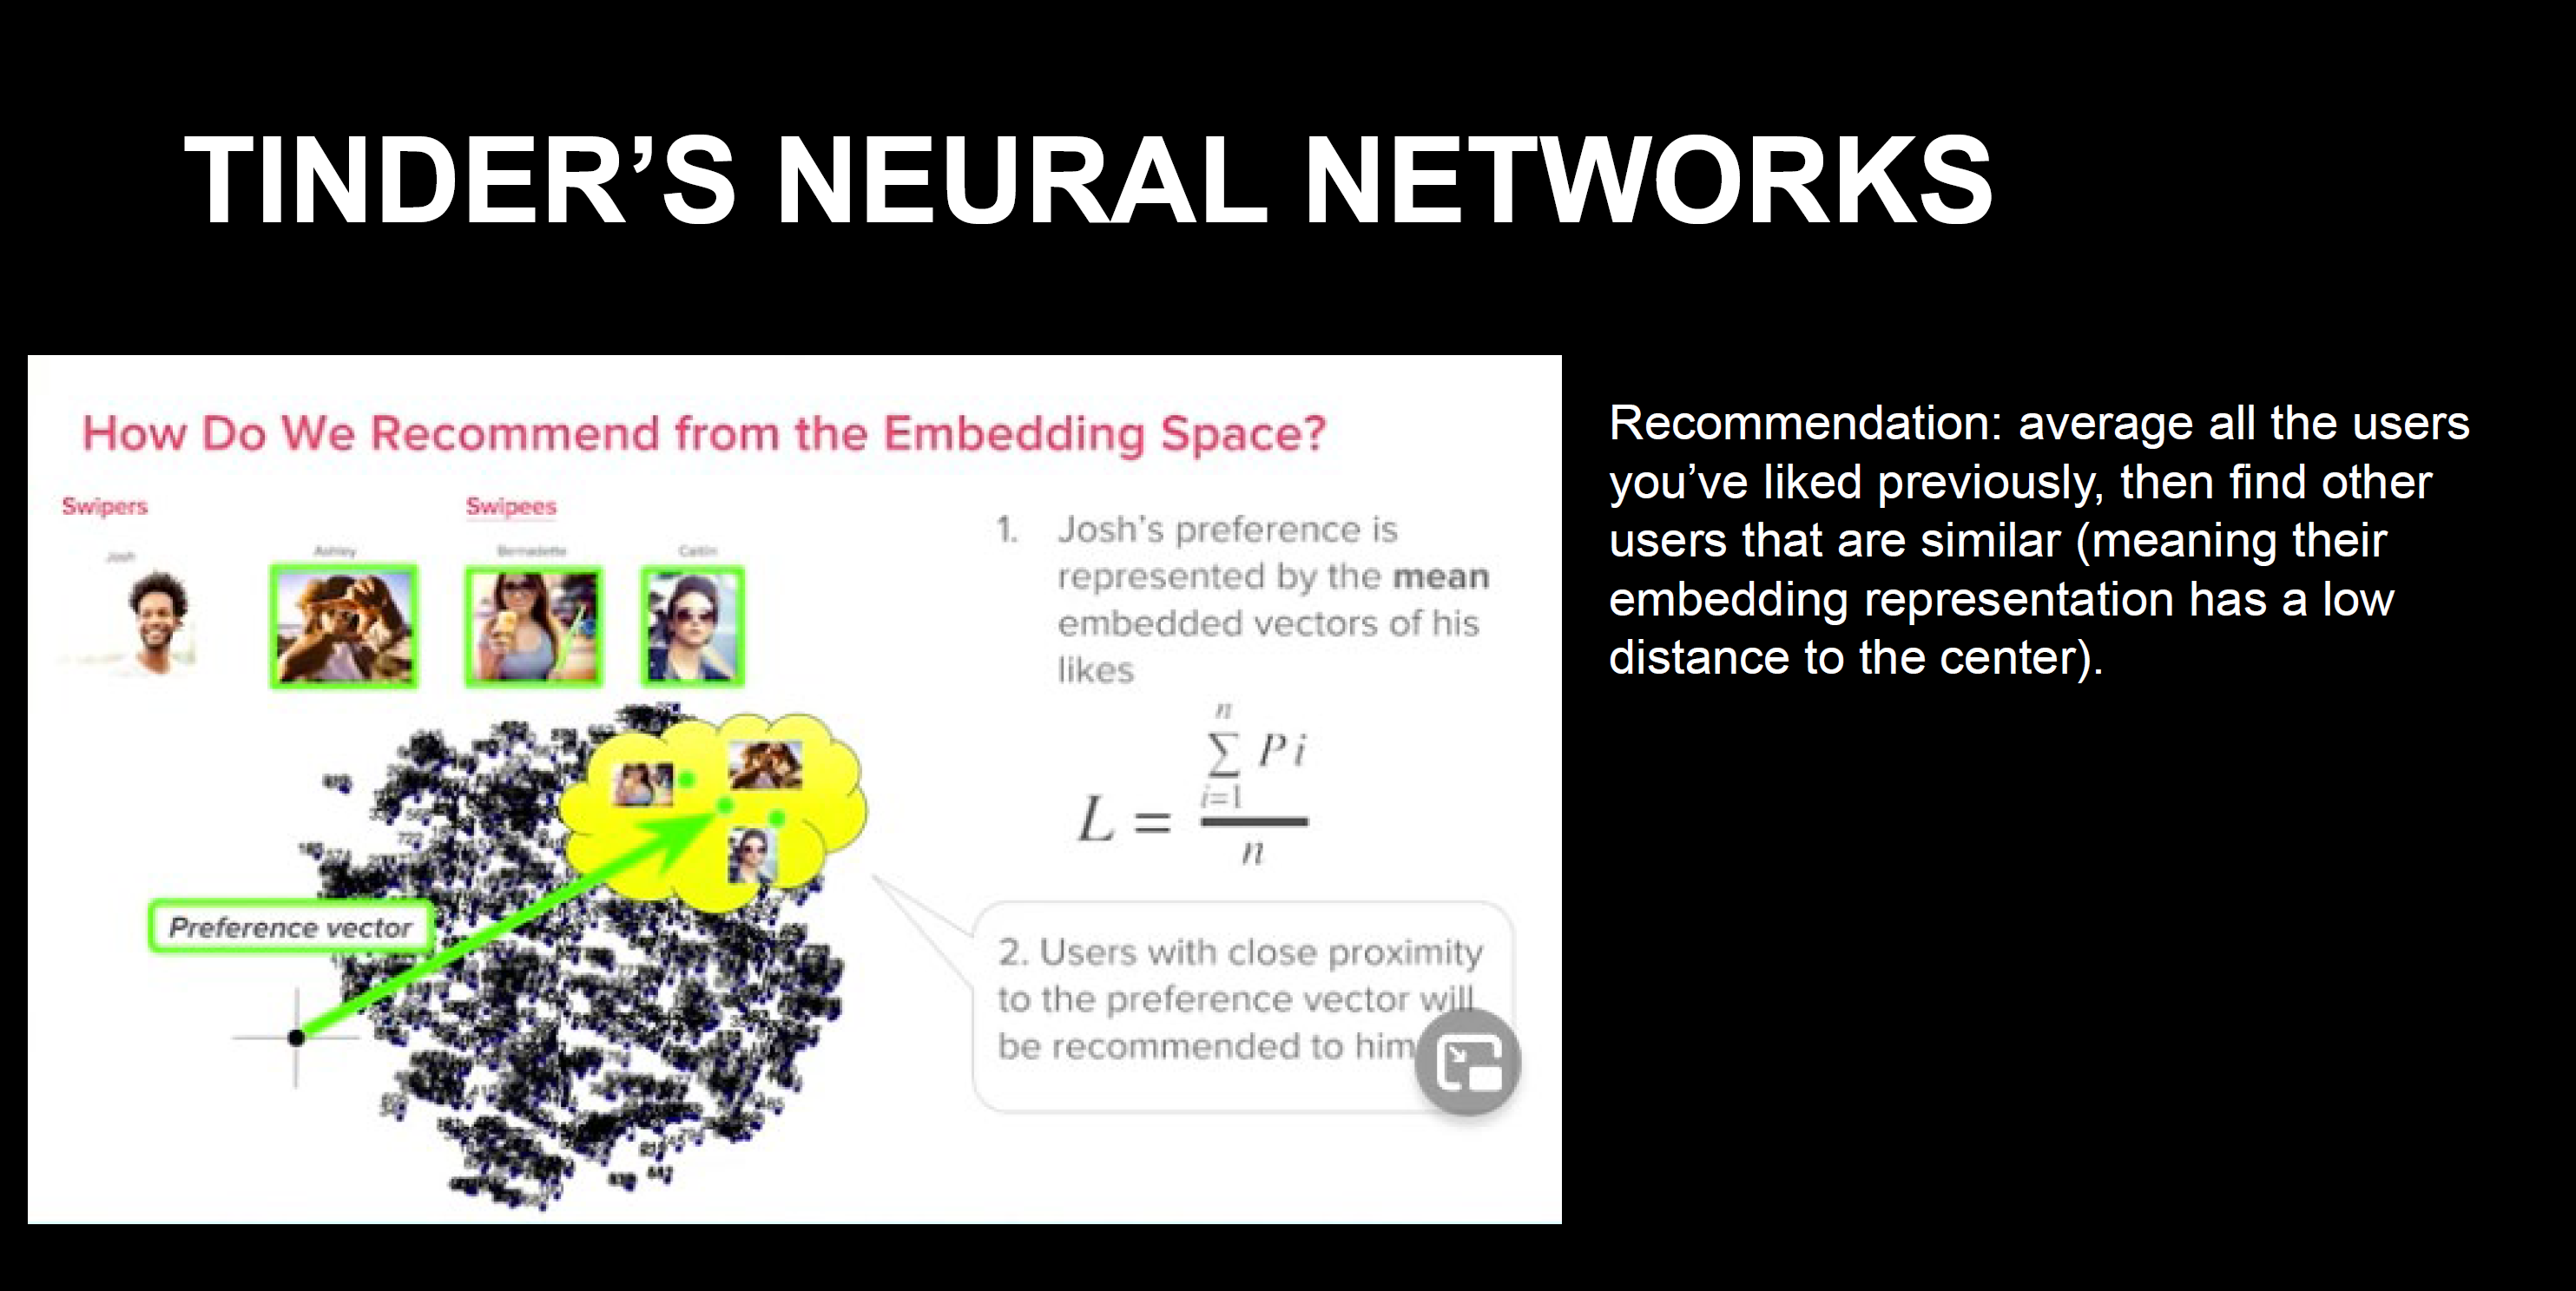 TINDER’S NEURAL NETWORKS
How Do We Recommend from the Embedding Space?
Swipers
Swipees
Josh
Ashley
Bernadette
Caitlin
1. Josh's preference is
represented by the mean
embedded vectors of his
likes
n
∑ P i
i=1
L =
n
Preference vector
2. Users with close proximity
to the preference vector will
be recommended to him
Recommendation: average all the users
you’ve liked previously, then find other
users that are similar (meaning their
embedding representation has a low
distance to the center).